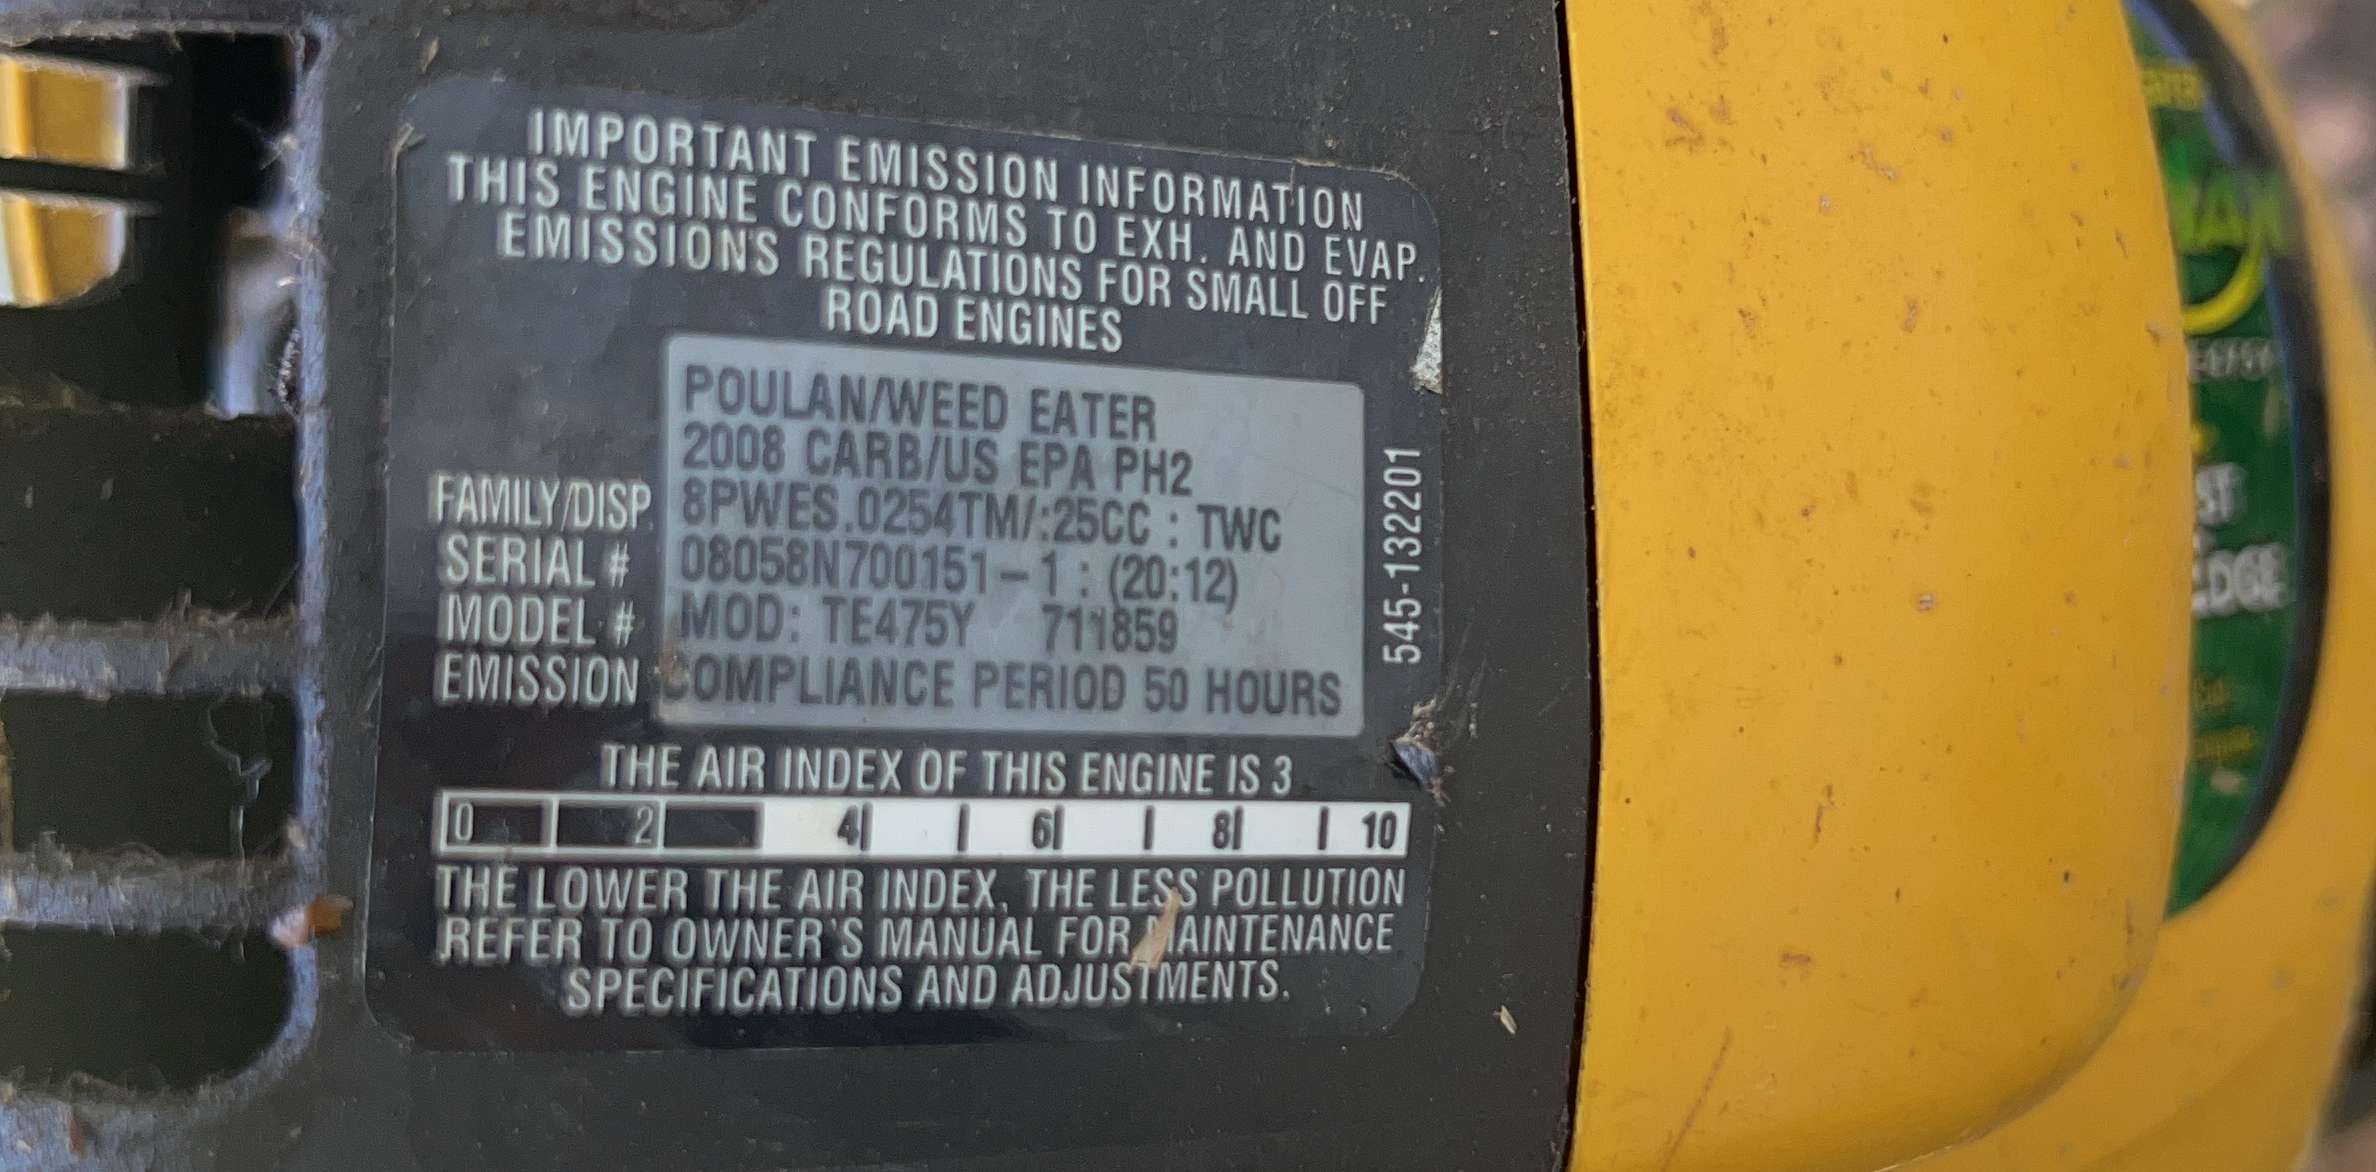 IMPORTANT EMISSION INFORMATION
THIS ENGINE CONFORMS TO EXH. AND EVAP.
EMISSIONS REGULATIONS FOR SMALL OFF
ROAD ENGINES
POULAN/WEED EATER
2008 CARB/US EPA PH2
FAMILY/DISP. 8PWES.0254TM/:25CC : TWC
SERIAL # 08058N700151-1 : (20:12)
MODEL # MOD: TE475Y 711859
EMISSION COMPLIANCE PERIOD 50 HOURS
545-132201
THE AIR INDEX OF THIS ENGINE IS 3
0 2 4 6 8 10
THE LOWER THE AIR INDEX, THE LESS POLLUTION
REFER TO OWNER'S MANUAL FOR MAINTENANCE
SPECIFICATIONS AND ADJUSTMENTS.